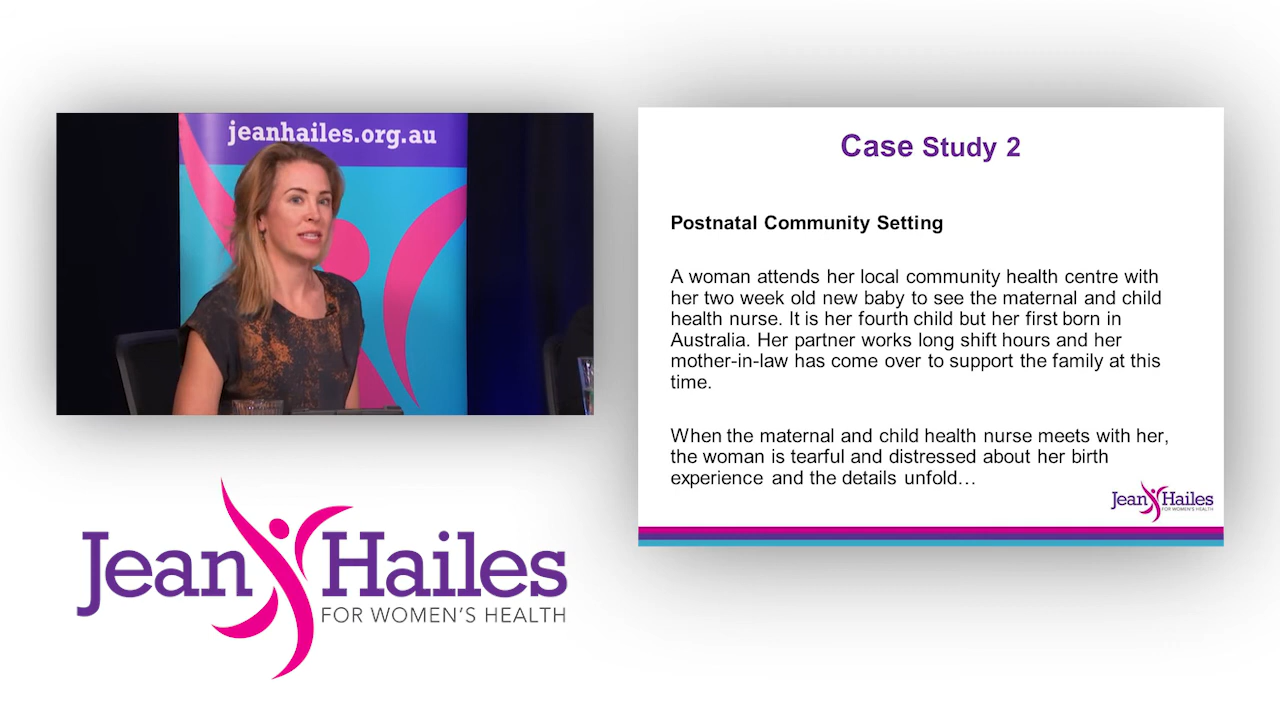 jeanhailes.org.au
Jean Hailes
FOR WOMEN'S HEALTH
Case Study 2
Postnatal Community Setting
A woman attends her local community health centre with
her two week old new baby to see the maternal and child
health nurse. It is her fourth child but her first born in
Australia. Her partner works long shift hours and her
mother-in-law has come over to support the family at this
time.
When the maternal and child health nurse meets with her,
the woman is tearful and distressed about her birth
experience and the details unfold…
Jean Hailes
FOR WOMEN'S HEALTH